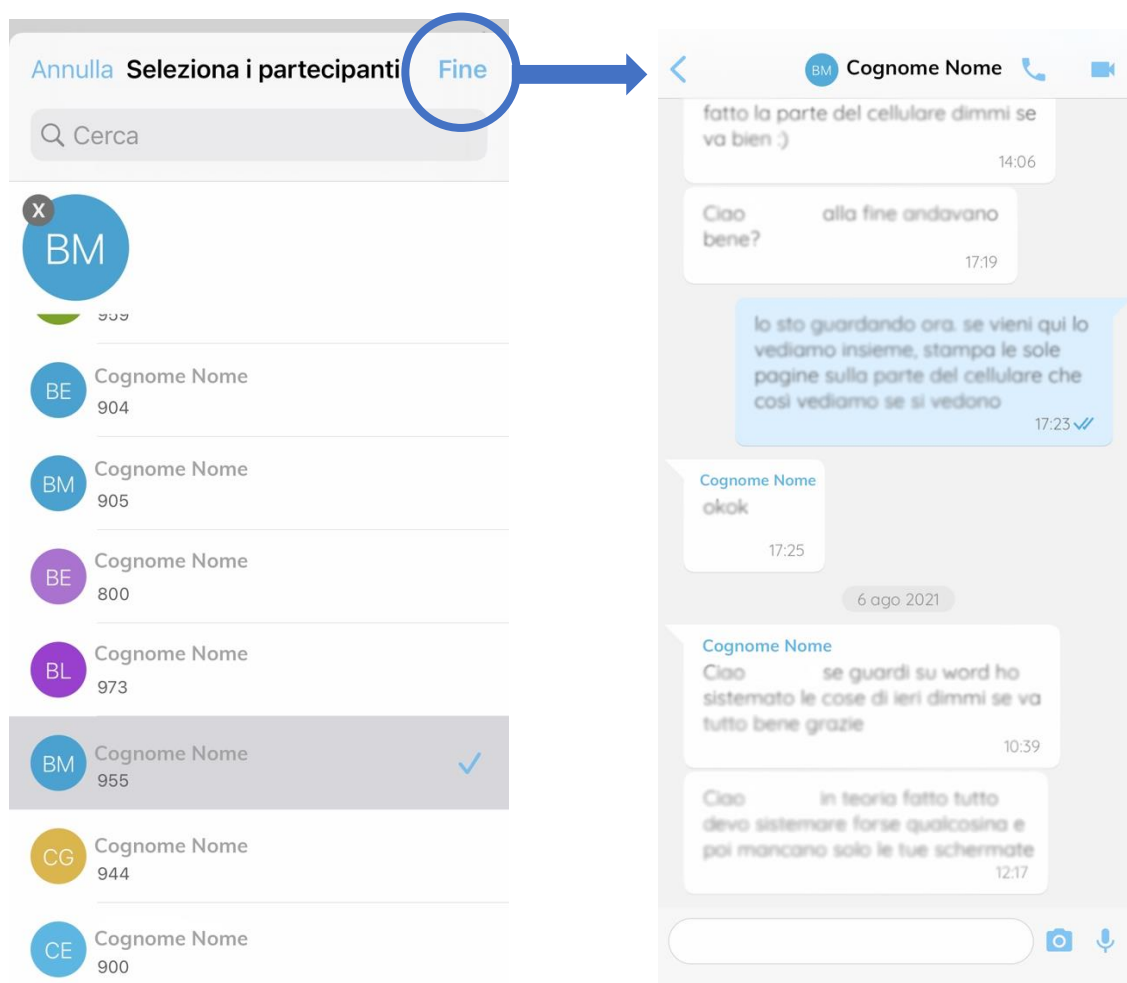 Annulla Seleziona i partecipanti Fine
Cerca
X
BM
959
BE Cognome Nome
904
BM Cognome Nome
905
BE Cognome Nome
800
BL Cognome Nome
973
BM Cognome Nome
955
CG Cognome Nome
944
CE Cognome Nome
900
BM Cognome Nome
fatto la parte del cellulare dimmi se
va bien :)
14:06
Ciao alla fine andavano
bene?
17:19
lo sto guardando ora. se vieni qui lo
vediamo insieme, stampa le sole
pagine sulla parte del cellulare che
così vediamo se si vedono
17:23
Cognome Nome
okok
17:25
6 ago 2021
Cognome Nome
Ciao se guardi su word ho
sistemato le cose di ieri dimmi se va
tutto bene grazie
10:39
Ciao in teoria fatto tutto
devo sistemare forse qualcosina e
poi mancano solo le tue schermate
12:17